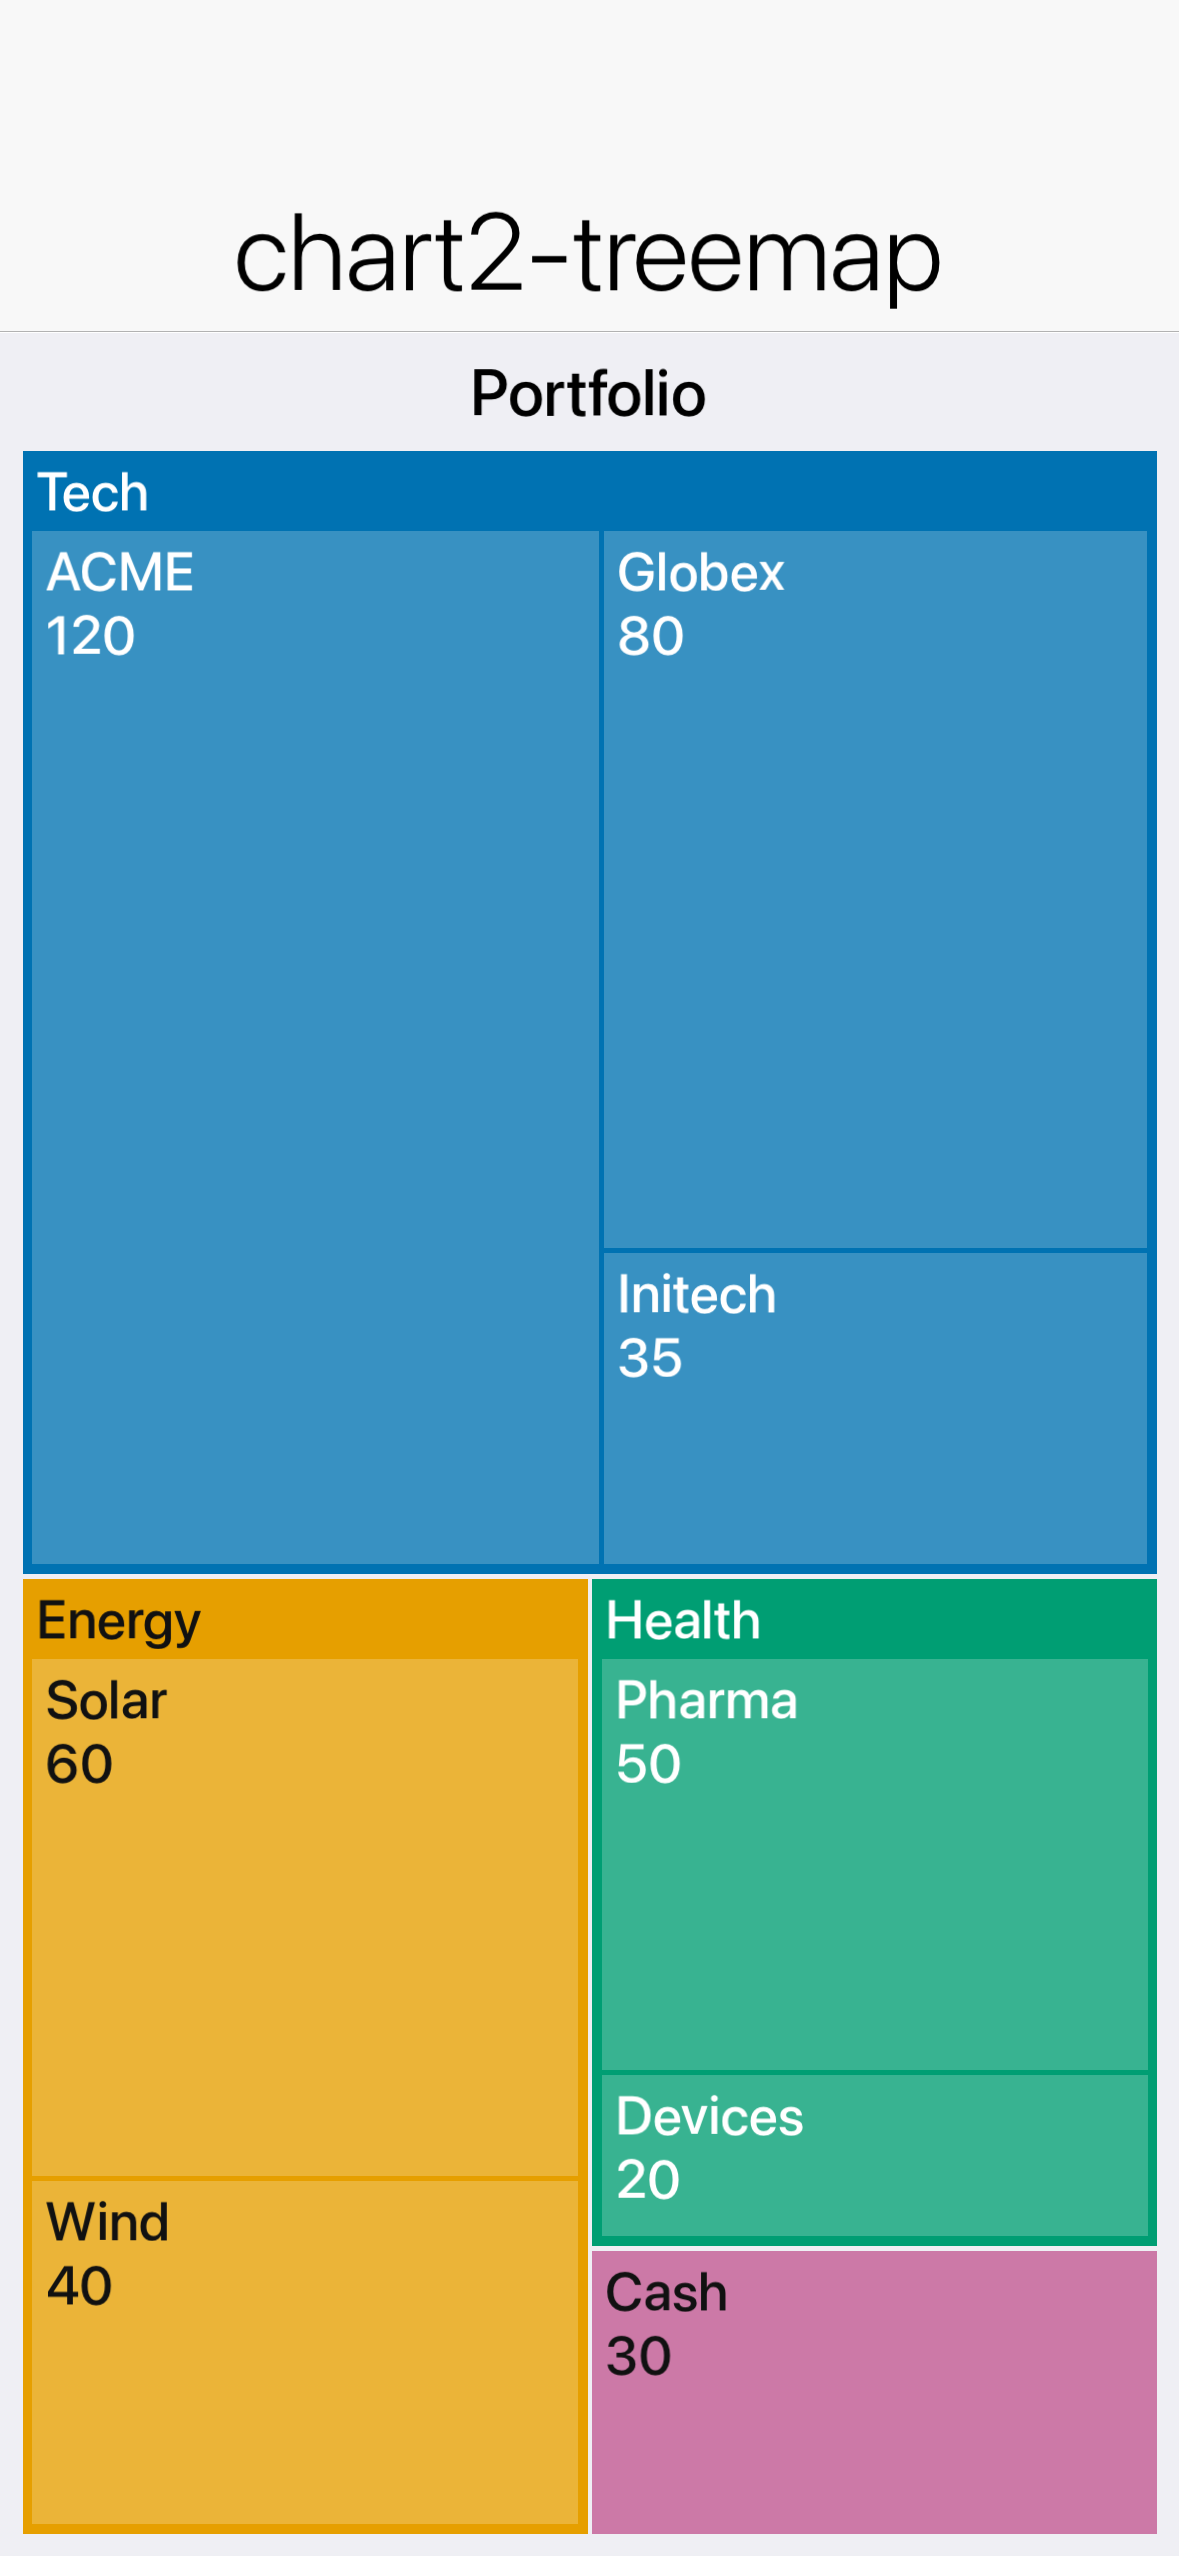 chart2-treemap
Portfolio
Tech
ACME
120
Globex
80
Initech
35
Energy
Solar
60
Wind
40
Health
Pharma
50
Devices
20
Cash
30